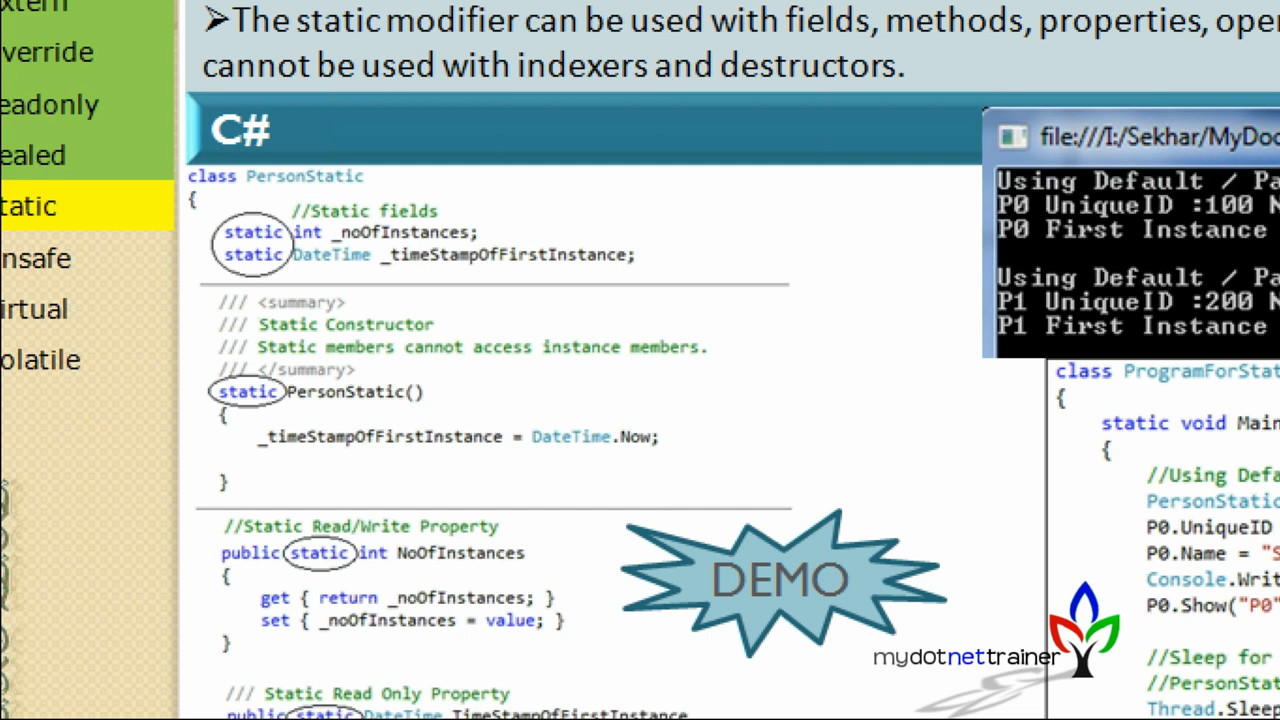 xtern
verride
eadonly
ealed
tatic
nsafe
irtual
olatile
➢The static modifier can be used with fields, methods, properties, oper
cannot be used with indexers and destructors.
C#
class PersonStatic
{
//Static fields
static int _noOfInstances;
static DateTime _timeStampOfFirstInstance;
/// <summary>
/// Static Constructor
/// Static members cannot access instance members.
/// </summary>
static PersonStatic()
{
_timeStampOfFirstInstance = DateTime.Now;
}
//Static Read/Write Property
public static int NoOfInstances
{
get { return _noOfInstances; }
set { _noOfInstances = value; }
}
/// Static Read Only Property
public static DateTime TimeStampOfFirstInstance
DEMO
file:///I:/Sekhar/MyDoc
Using Default / Pa
P0 UniqueID :100 N
P0 First Instance
Using Default / Pa
P1 UniqueID :200 N
P1 First Instance
class ProgramForStat
{
static void Main
{
//Using Defa
PersonStatic
P0.UniqueID
P0.Name = "S
Console.Writ
P0.Show("P0"
//Sleep for
//PersonStat
Thread.Sleep
mydotnettrainer